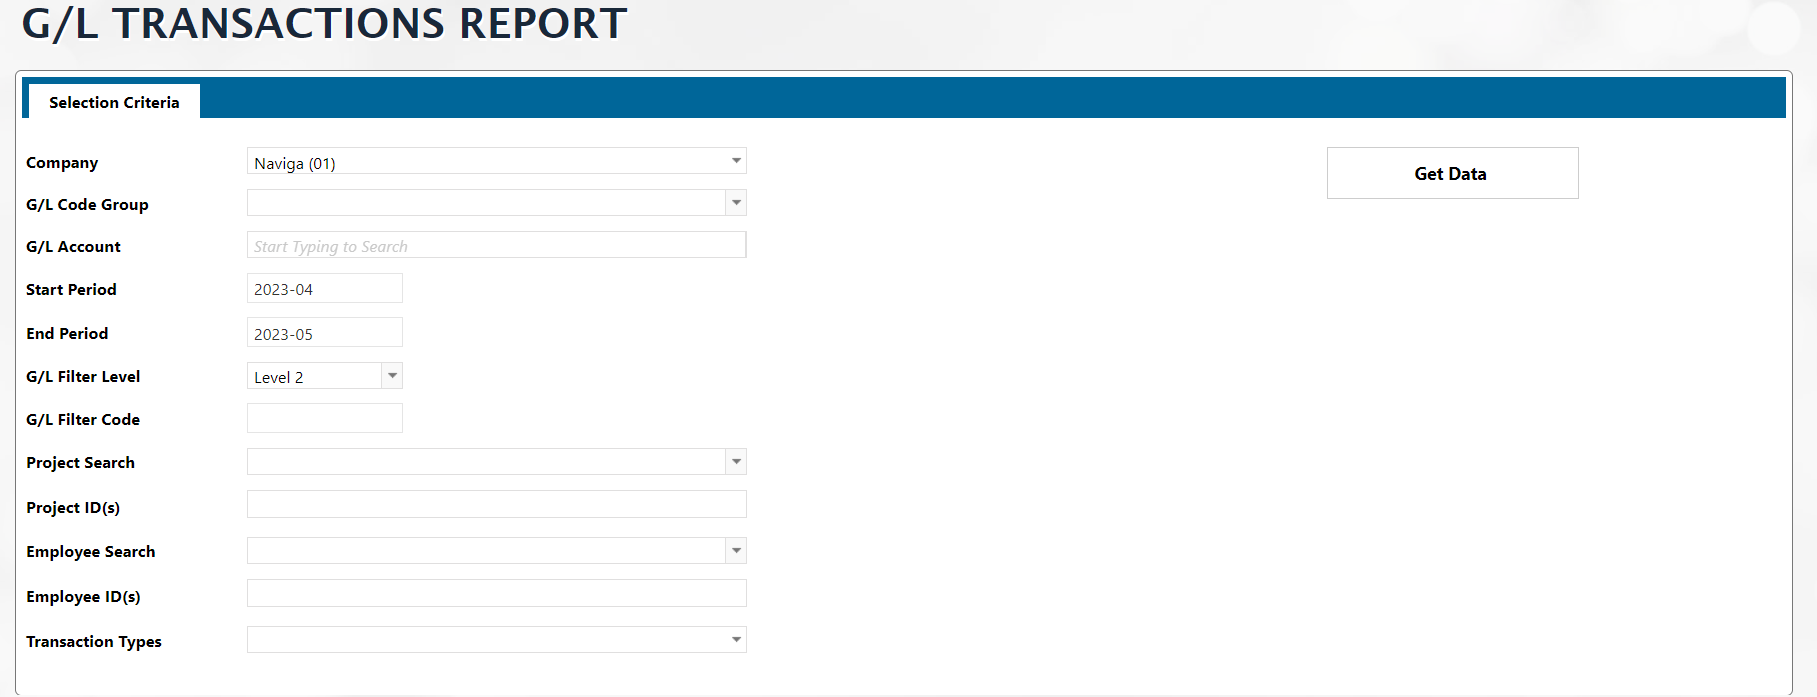 G/L TRANSACTIONS REPORT
Selection Criteria
Company Naviga (01) Get Data
G/L Code Group
G/L Account Start Typing to Search
Start Period 2023-04
End Period 2023-05
G/L Filter Level Level 2
G/L Filter Code
Project Search
Project ID(s)
Employee Search
Employee ID(s)
Transaction Types